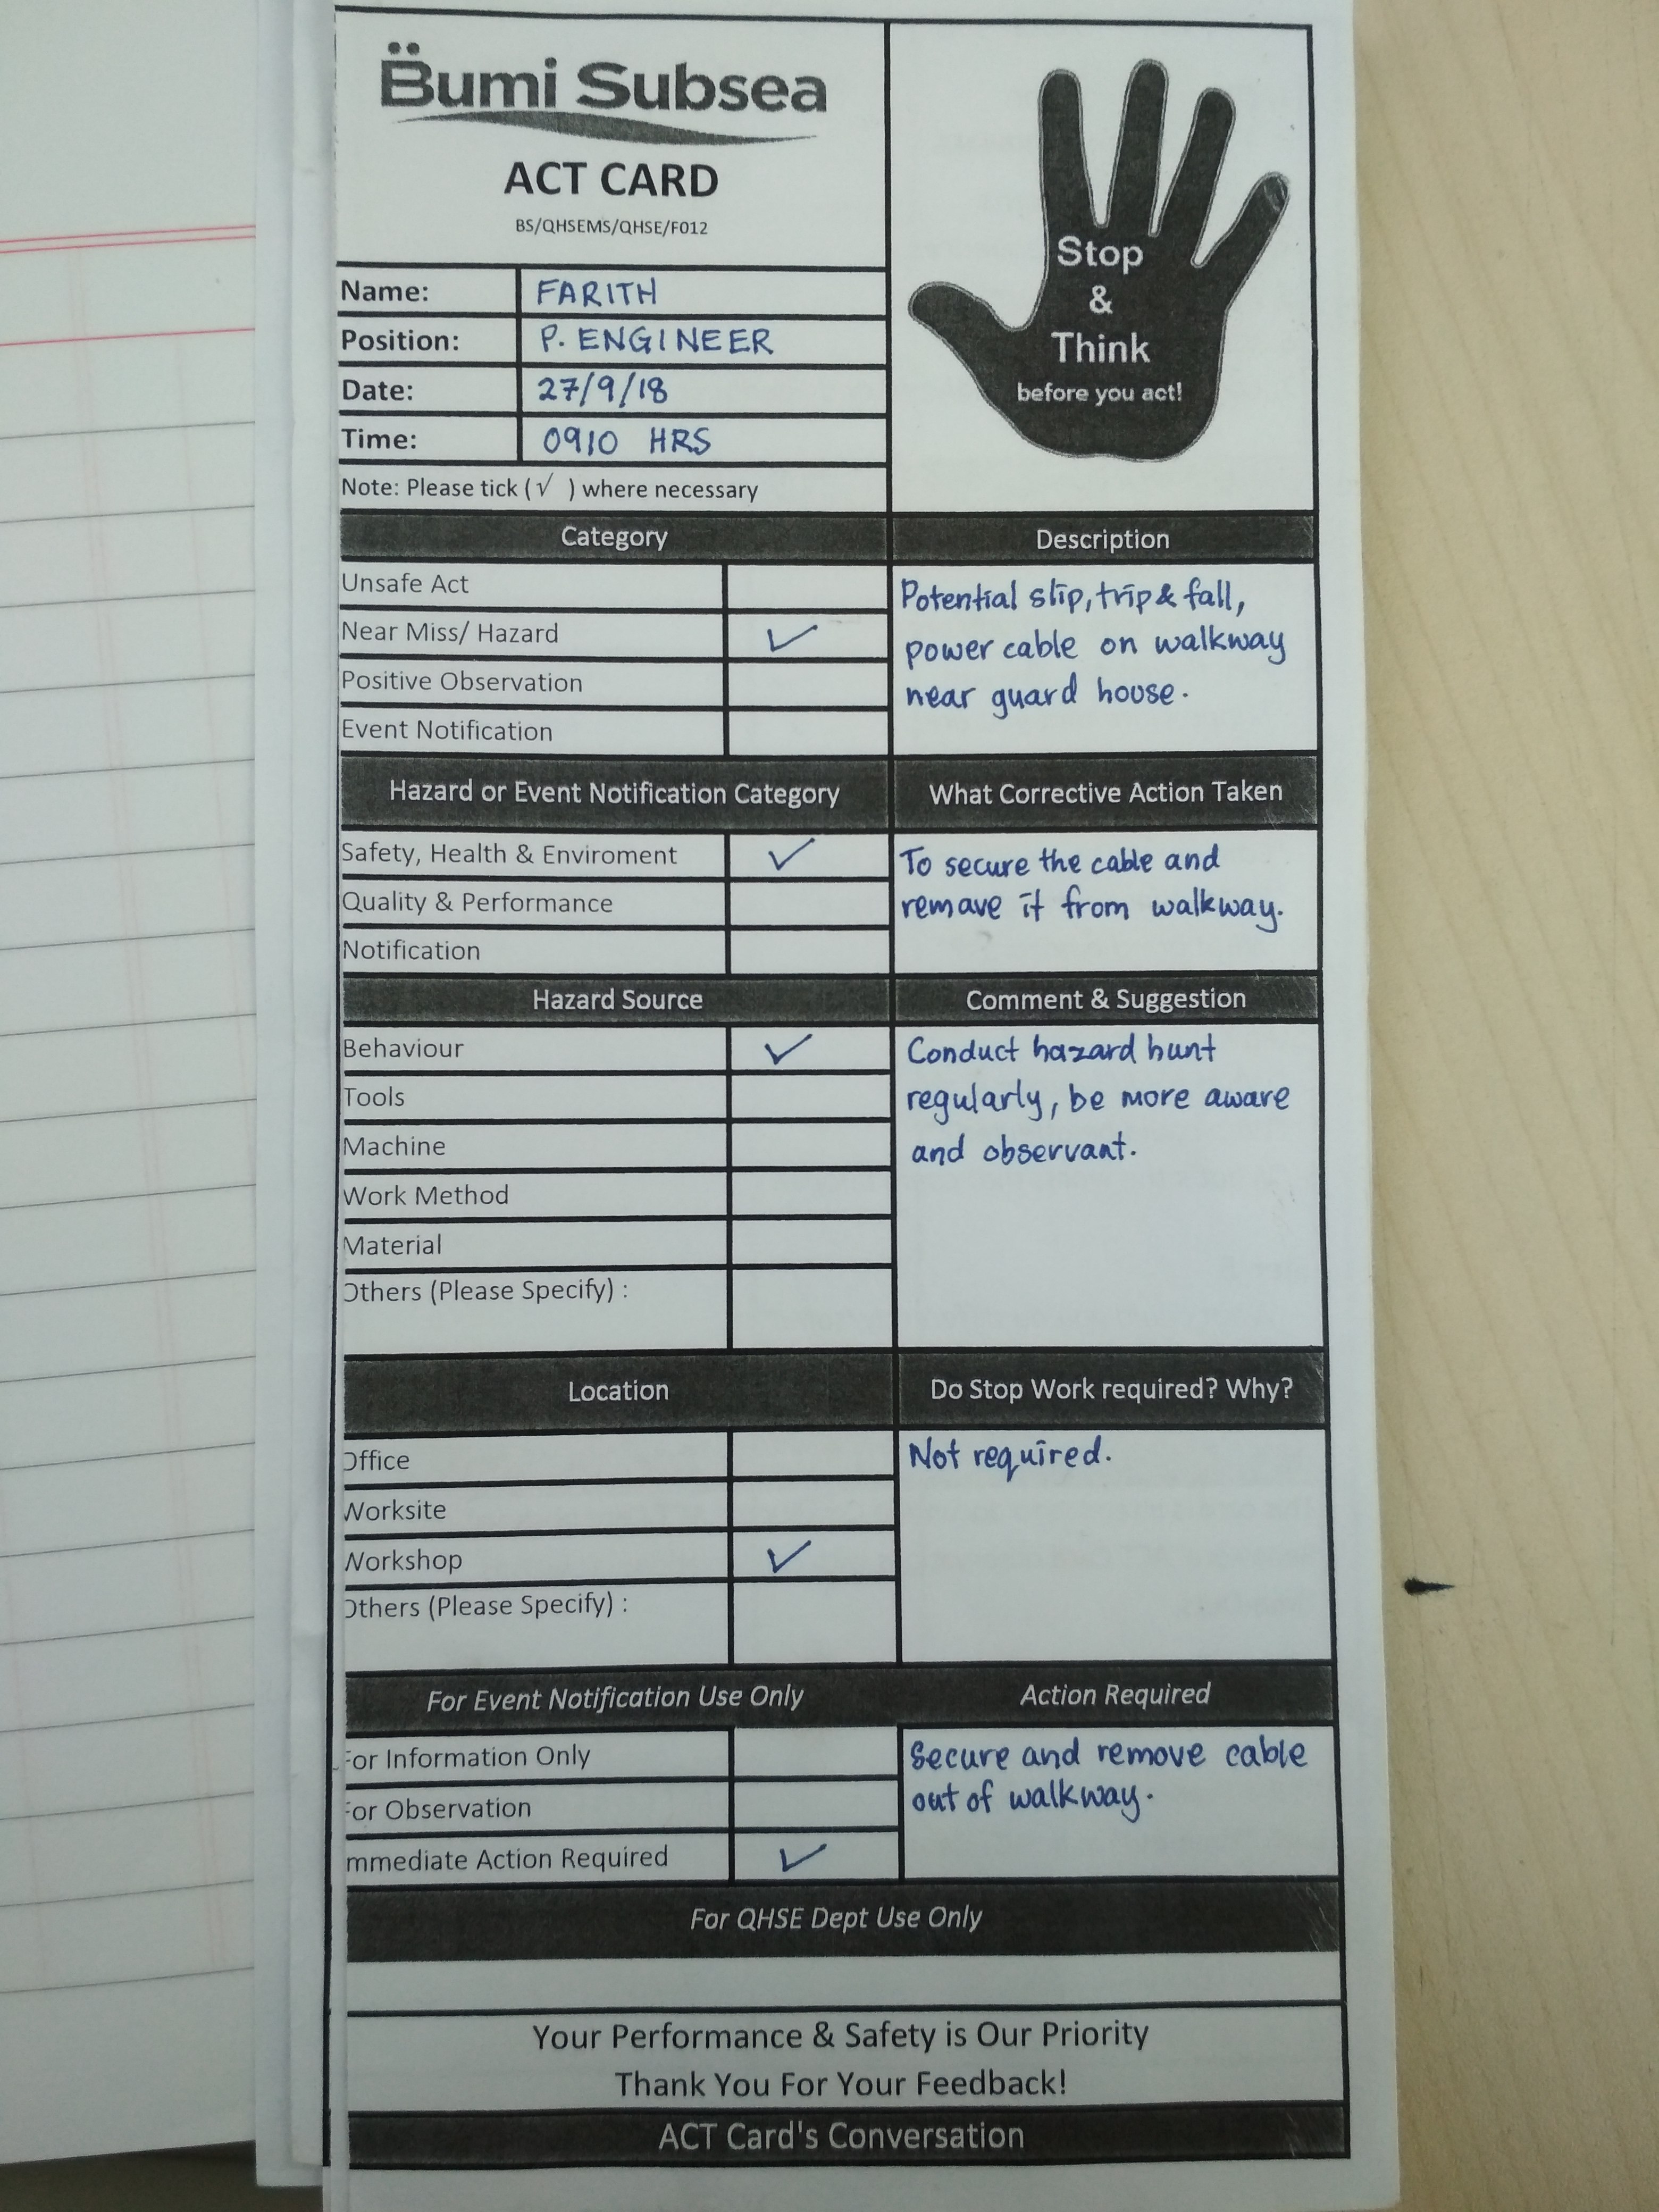 Bumi Subsea
ACT CARD
BS/QHSEMS/QHSE/F012
Stop
&
Think
before you act!
Name: FARITH
Position: P. ENGINEER
Date: 27/9/18
Time: 0910 HRS
Note: Please tick (√ ) where necessary
Category
Unsafe Act
Near Miss/ Hazard ✓
Positive Observation
Event Notification
Description
Potential slip, trip & fall,
power cable on walkway
near guard house.
Hazard or Event Notification Category
Safety, Health & Enviroment ✓
Quality & Performance
Notification
What Corrective Action Taken
To secure the cable and
remove it from walkway.
Hazard Source
Behaviour ✓
Tools
Machine
Work Method
Material
Others (Please Specify) :
Comment & Suggestion
Conduct hazard hunt
regularly, be more aware
and observant.
Location
Office
Worksite
Workshop ✓
Others (Please Specify) :
Do Stop Work required? Why?
Not required.
For Event Notification Use Only
For Information Only
For Observation
Immediate Action Required ✓
Action Required
Secure and remove cable
out of walkway.
For QHSE Dept Use Only
Your Performance & Safety is Our Priority
Thank You For Your Feedback!
ACT Card's Conversation